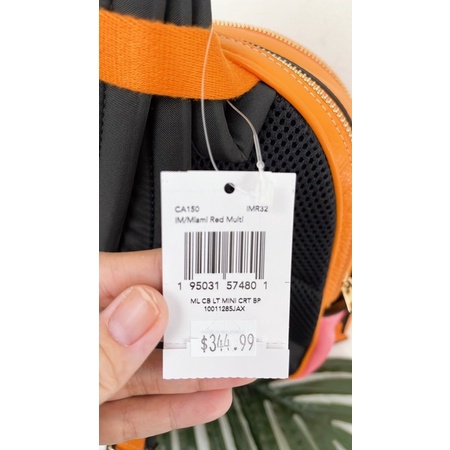 CA150 IMR32
IM/Miami Red Multi
1 95031 57480 1
ML CB LT MINI CRT BP
10011285JAX
$344.99